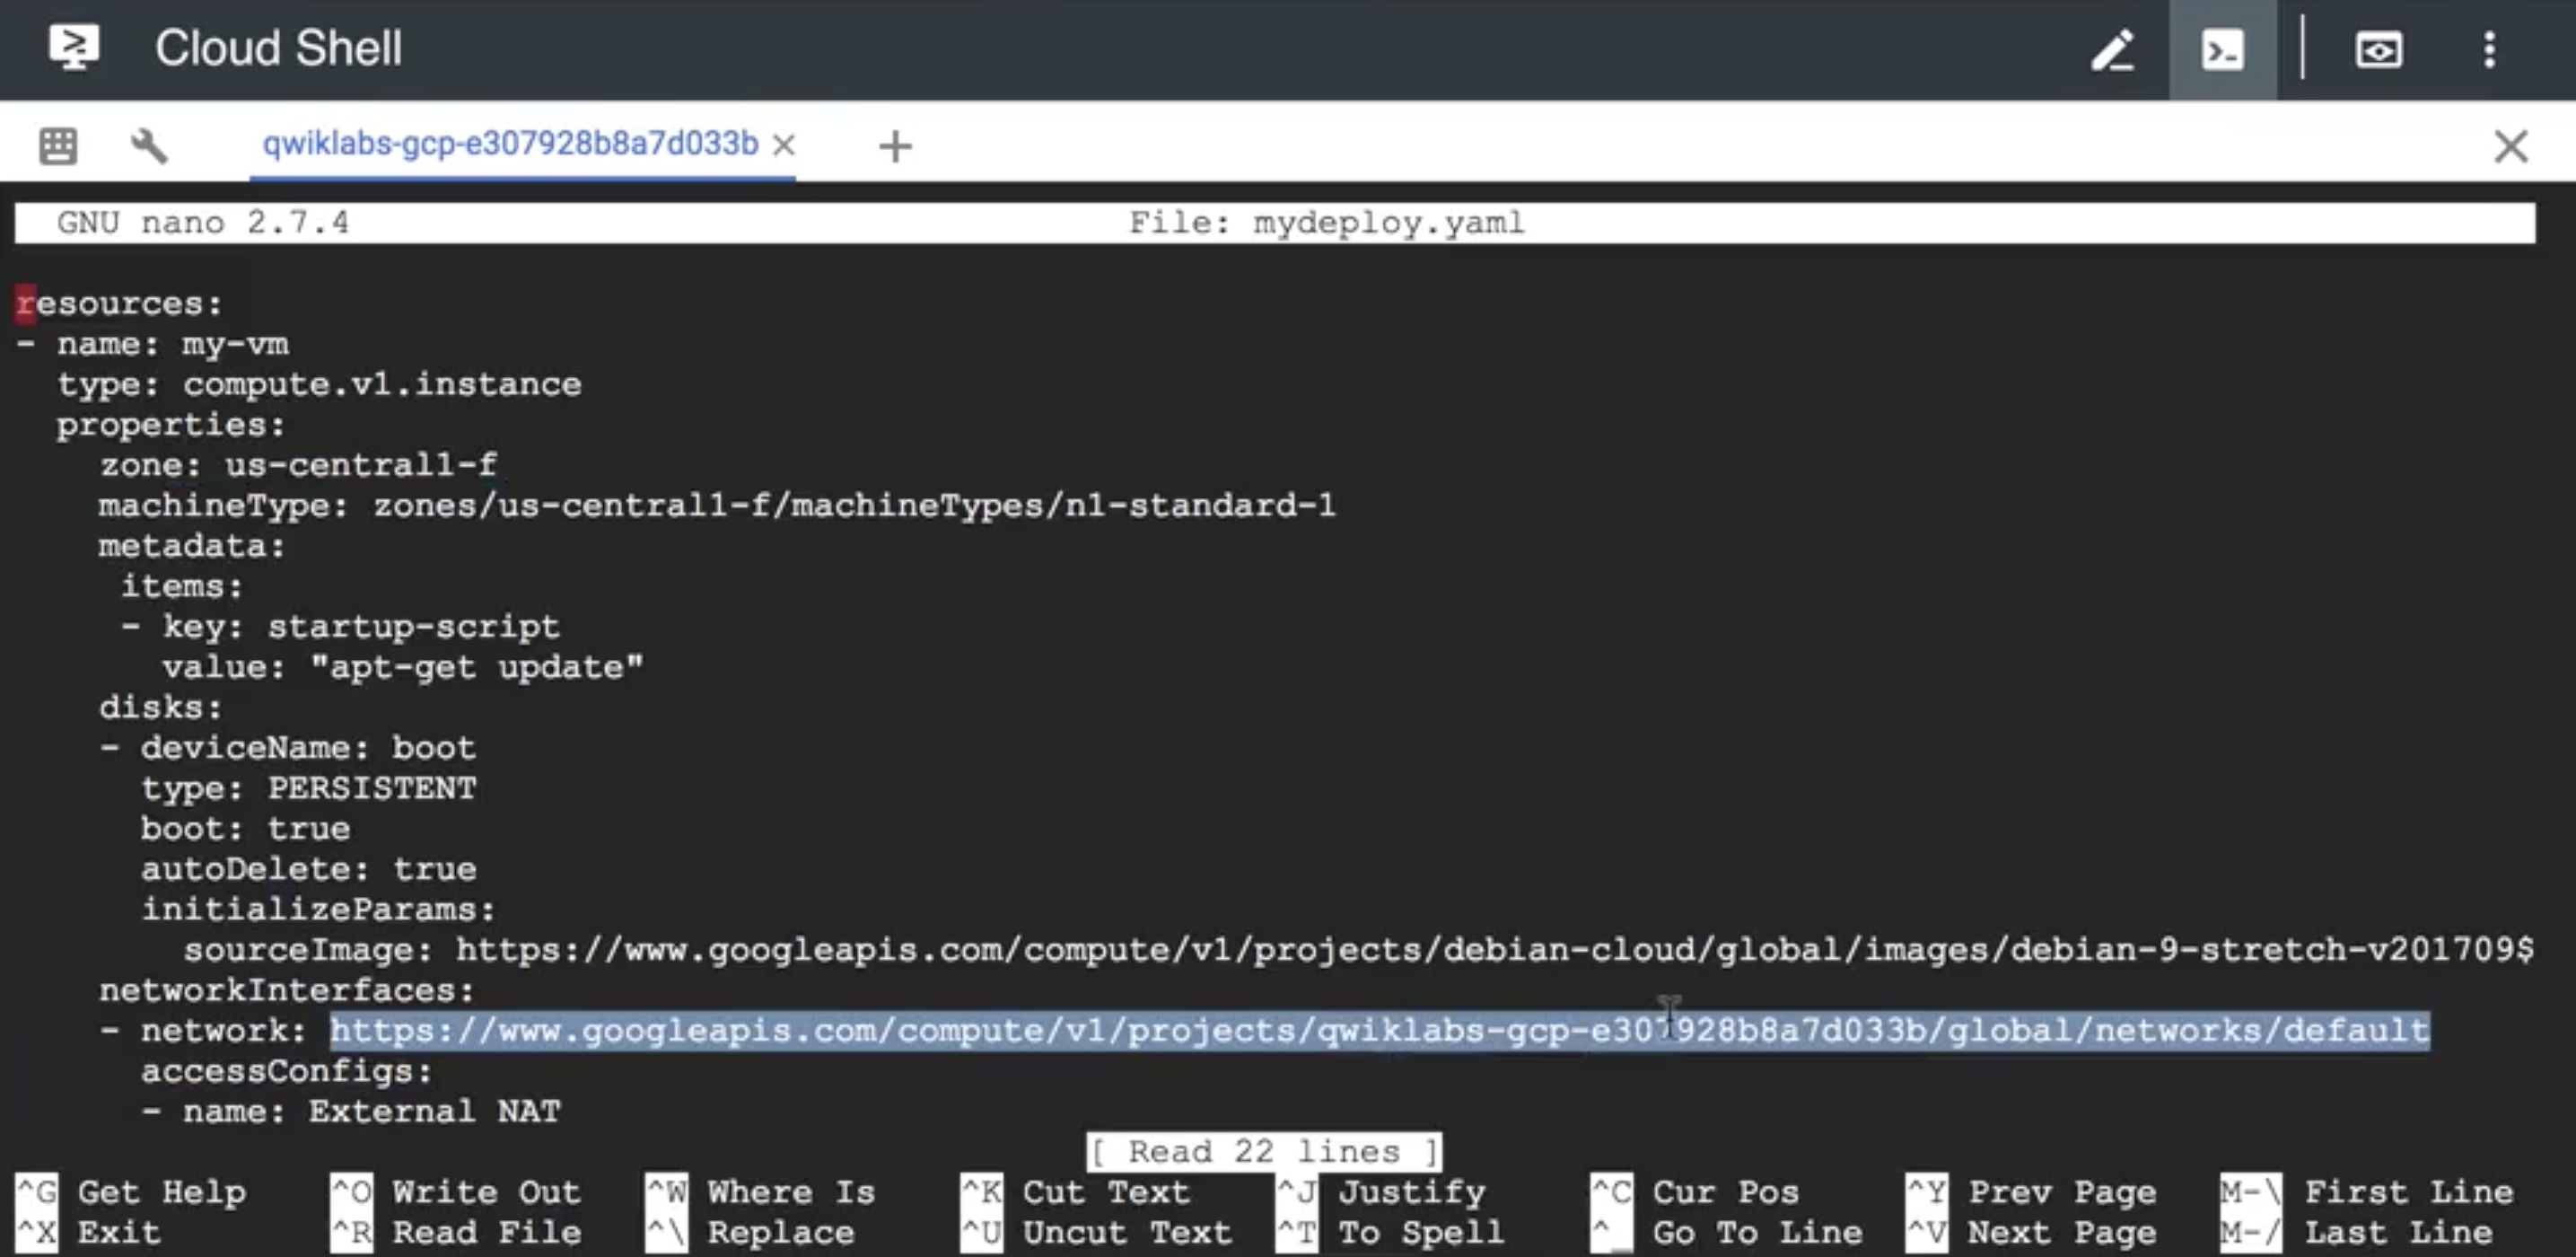 Cloud Shell
qwiklabs-gcp-e307928b8a7d033b
GNU nano 2.7.4 File: mydeploy.yaml
resources:
- name: my-vm
type: compute.v1.instance
properties:
zone: us-central1-f
machineType: zones/us-central1-f/machineTypes/n1-standard-1
metadata:
items:
- key: startup-script
value: "apt-get update"
disks:
- deviceName: boot
type: PERSISTENT
boot: true
autoDelete: true
initializeParams:
sourceImage: https://www.googleapis.com/compute/v1/projects/debian-cloud/global/images/debian-9-stretch-v201709$
networkInterfaces:
- network: https://www.googleapis.com/compute/v1/projects/qwiklabs-gcp-e307928b8a7d033b/global/networks/default
accessConfigs:
- name: External NAT
[ Read 22 lines ]
^G Get Help ^O Write Out ^W Where Is ^K Cut Text ^J Justify ^C Cur Pos ^Y Prev Page M-\ First Line
^X Exit ^R Read File ^\ Replace ^U Uncut Text ^T To Spell ^_ Go To Line ^V Next Page M-/ Last Line